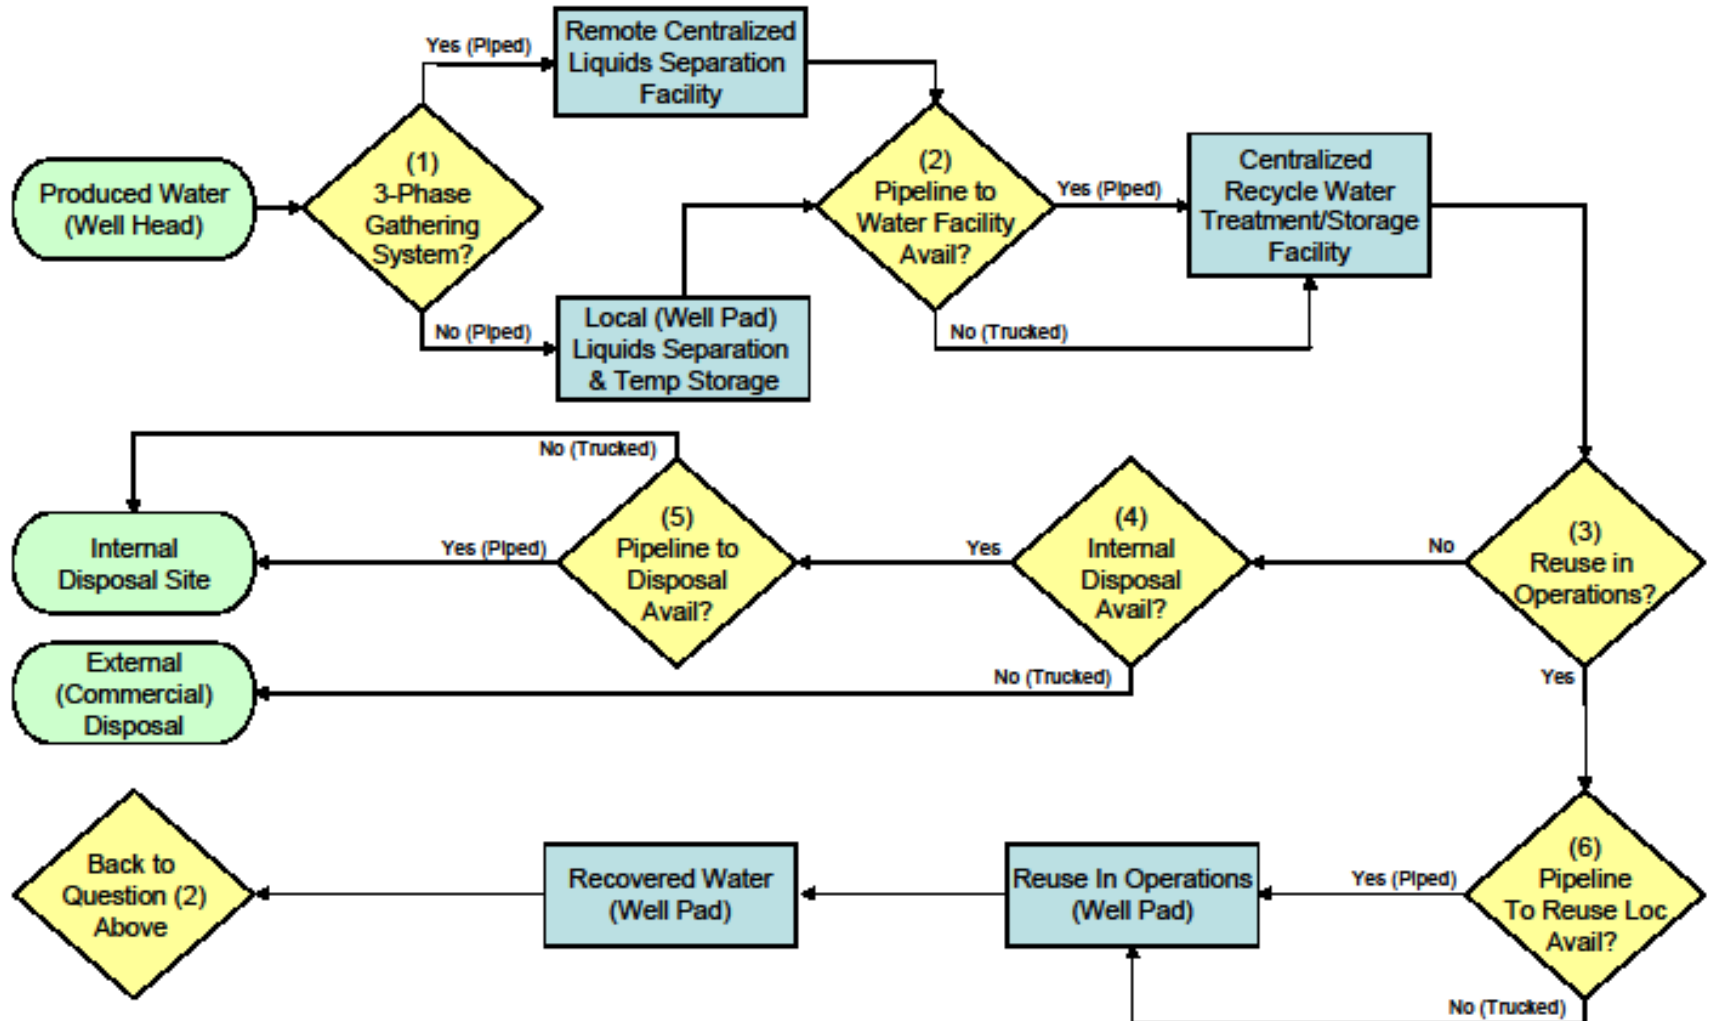 Yes (Piped)
Remote Centralized
Liquids Separation
Facility
Produced Water
(Well Head)
(1)
3-Phase
Gathering
System?
(2)
Pipeline to
Water Facility
Avail?
Yes (Piped)
Centralized
Recycle Water
Treatment/Storage
Facility
No (Piped)
Local (Well Pad)
Liquids Separation
& Temp Storage
No (Trucked)
No (Trucked)
Internal
Disposal Site
Yes (Piped)
(5)
Pipeline to
Disposal
Avail?
Yes
(4)
Internal
Disposal
Avail?
No
(3)
Reuse in
Operations?
External
(Commercial)
Disposal
No (Trucked)
Yes
Back to
Question (2)
Above
Recovered Water
(Well Pad)
Reuse In Operations
(Well Pad)
Yes (Piped)
(6)
Pipeline
To Reuse Loc
Avail?
No (Trucked)